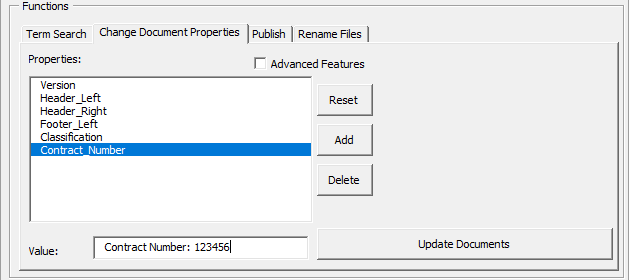 Functions
Term Search Change Document Properties Publish Rename Files
Properties: Advanced Features
Version
Header_Left
Header_Right
Footer_Left
Classification
Contract_Number
Reset
Add
Delete
Value: Contract Number: 123456 Update Documents